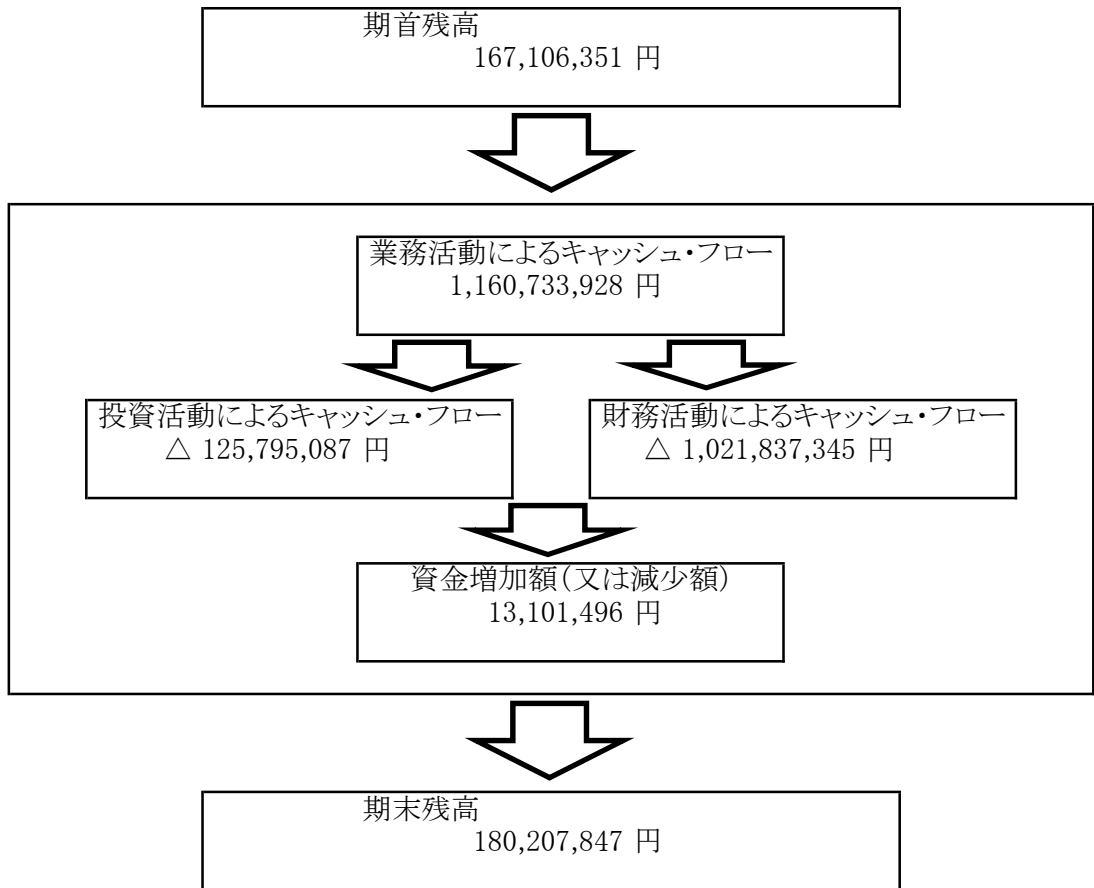 期首残高
167,106,351 円
業務活動によるキャッシュ・フロー
1,160,733,928 円
投資活動によるキャッシュ・フロー
△ 125,795,087 円
財務活動によるキャッシュ・フロー
△ 1,021,837,345 円
資金増加額(又は減少額)
13,101,496 円
期末残高
180,207,847 円